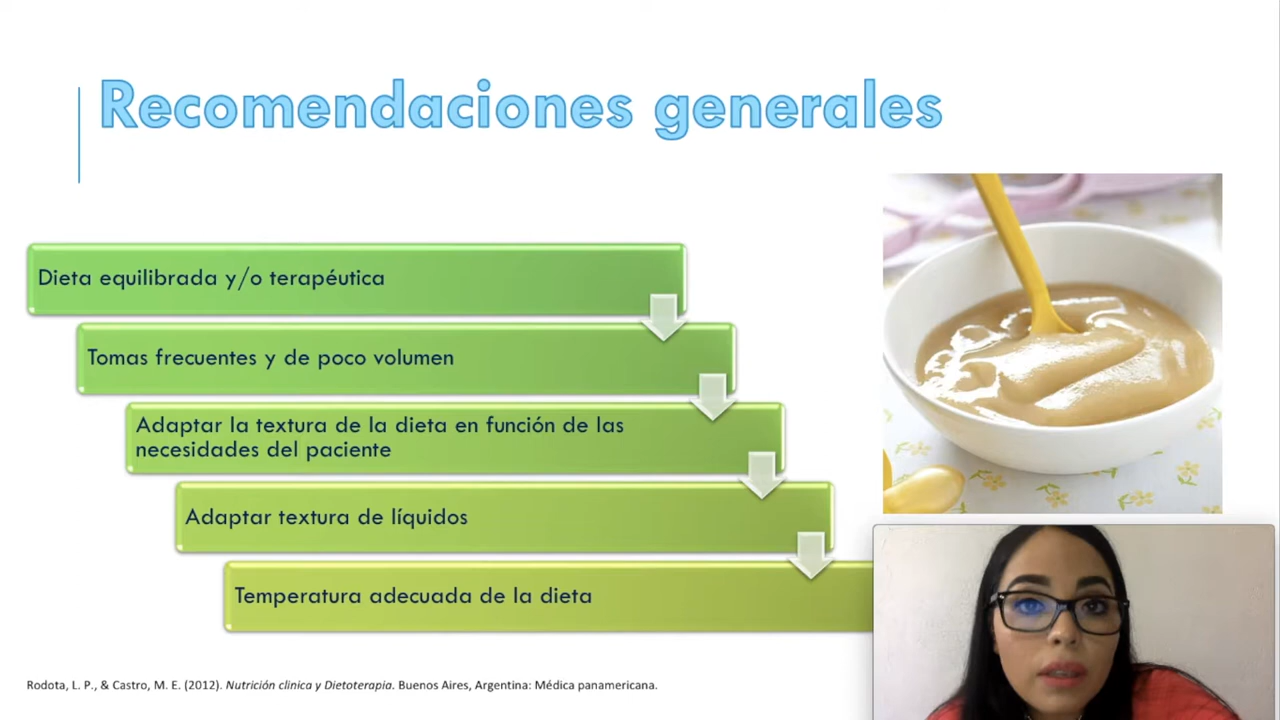 Recomendaciones generales
Dieta equilibrada y/o terapéutica
Tomas frecuentes y de poco volumen
Adaptar la textura de la dieta en función de las
necesidades del paciente
Adaptar textura de líquidos
Temperatura adecuada de la dieta
Rodota, L. P., & Castro, M. E. (2012). Nutrición clinica y Dietoterapia. Buenos Aires, Argentina: Médica panamericana.